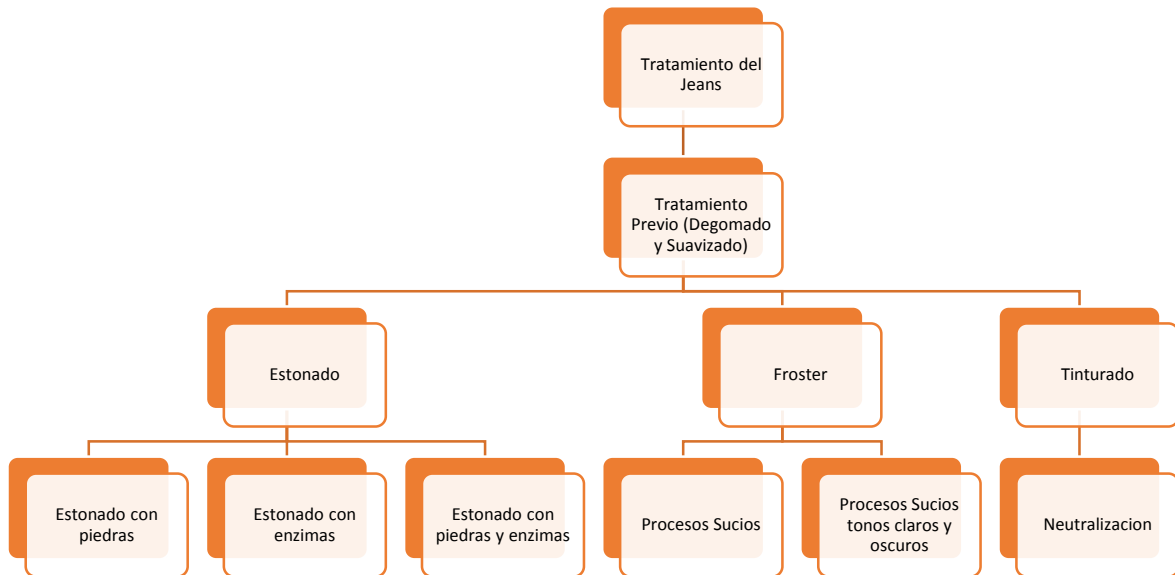 Tratamiento del
Jeans
Tratamiento
Previo (Degomado
y Suavizado)
Estonado
Froster
Tinturado
Estonado con
piedras
Estonado con
enzimas
Estonado con
piedras y enzimas
Procesos Sucios
Procesos Sucios
tonos claros y
oscuros
Neutralizacion